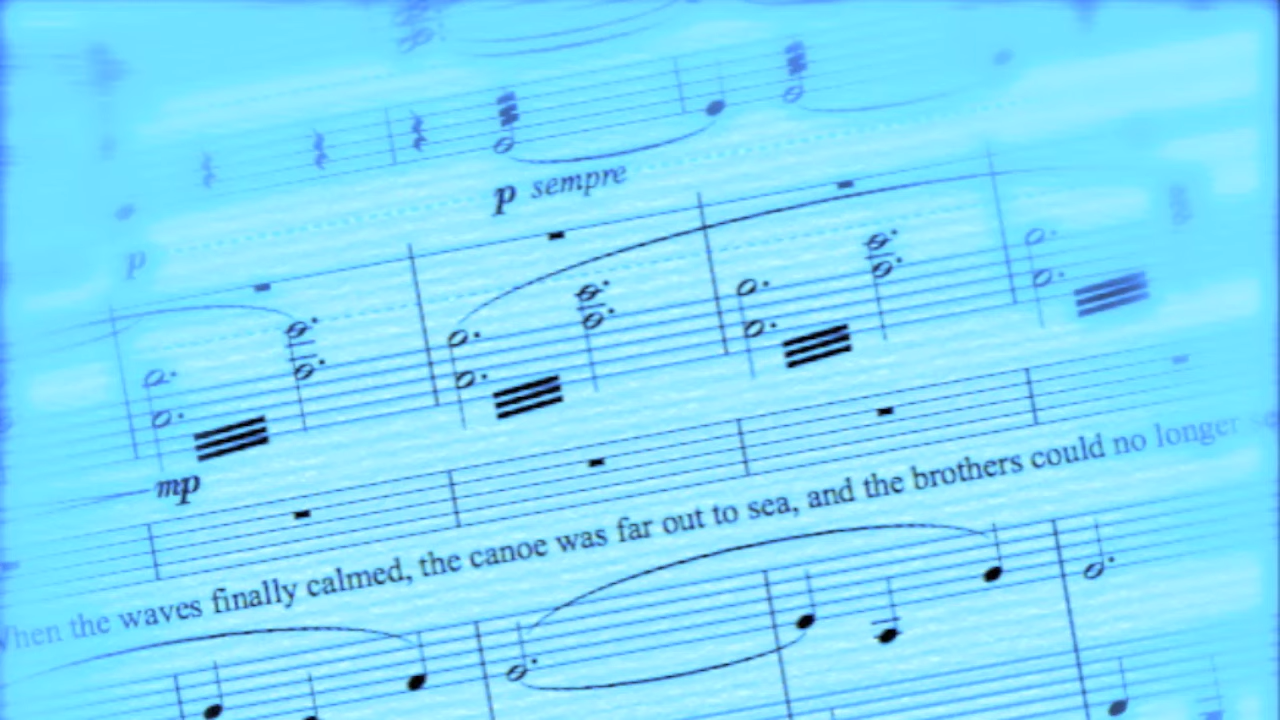 p sempre
p
mp
When the waves finally calmed, the canoe was far out to sea, and the brothers could no longer